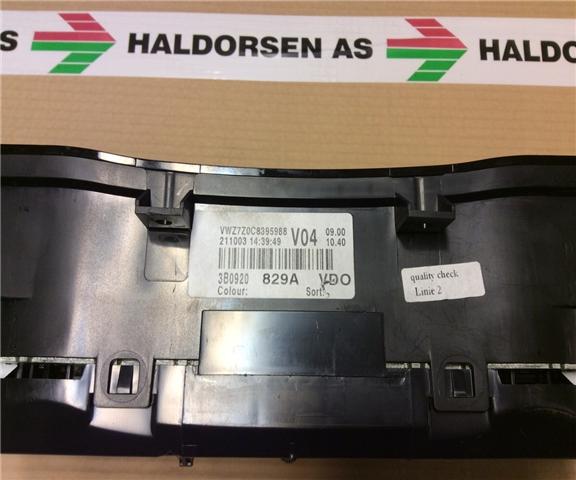 HALDORSEN AS
HALDORSEN
VWZ7Z0C8395988
211003 14:39:49
V04
09.00
10.40
3B0920 829A VDO
Colour: Sort:
quality check
Linie 2